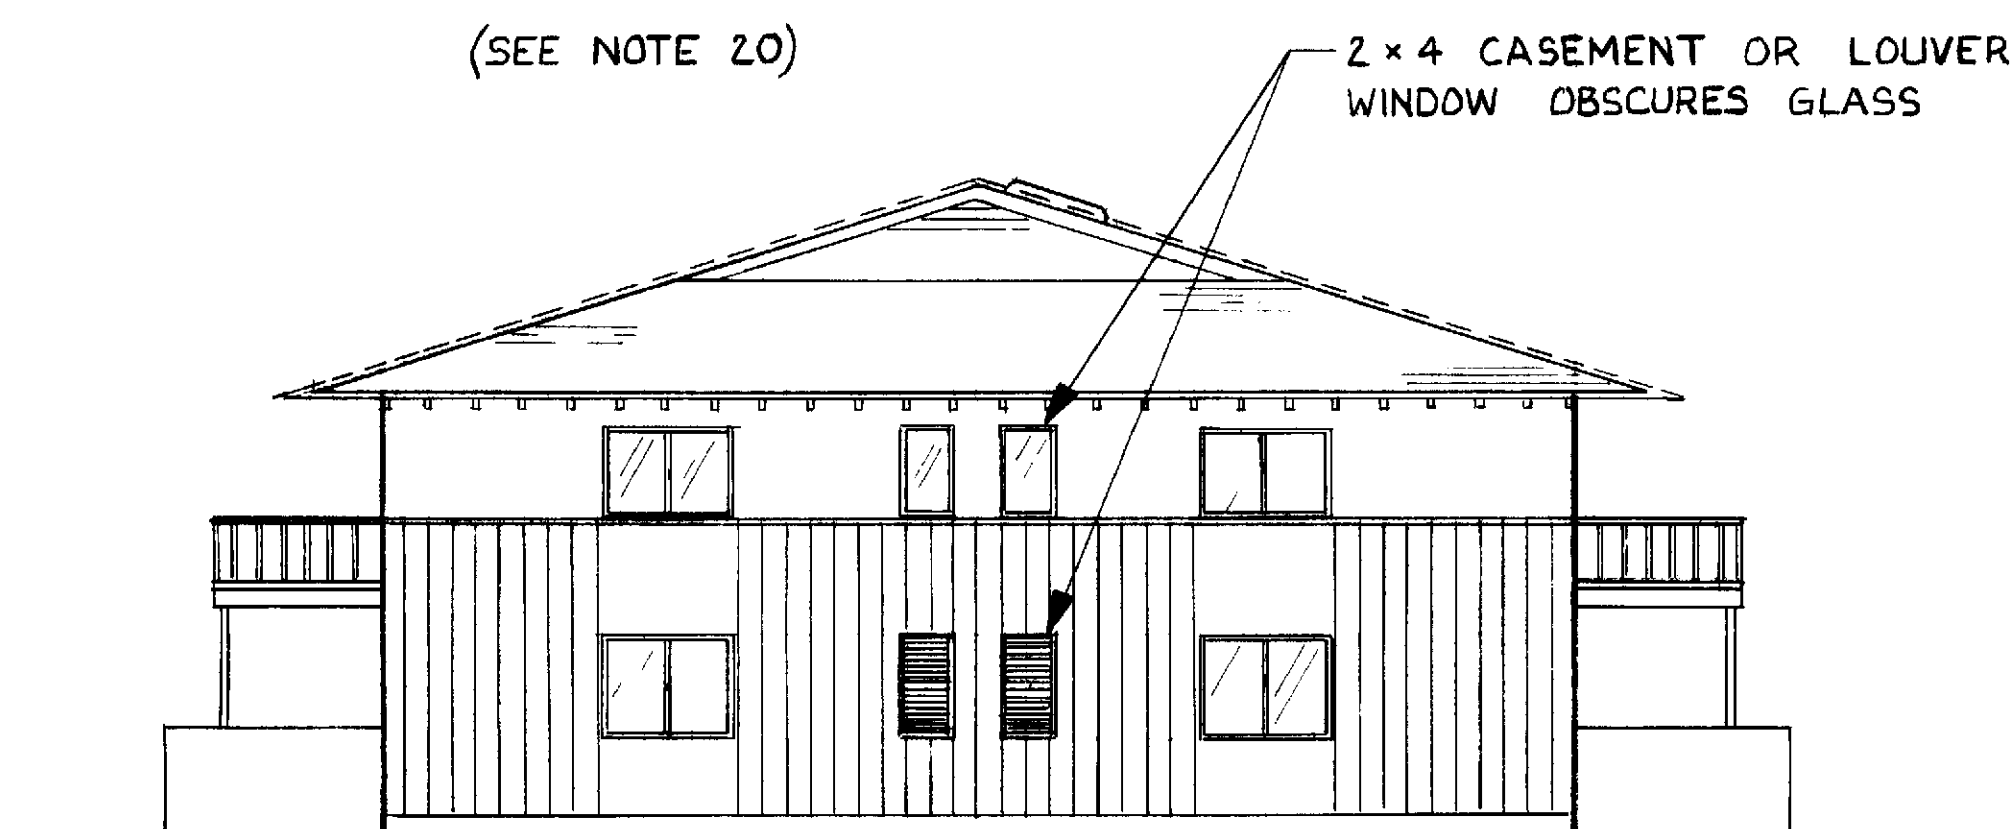 (SEE NOTE 20)
2 × 4 CASEMENT OR LOUVER
WINDOW OBSCURES GLASS